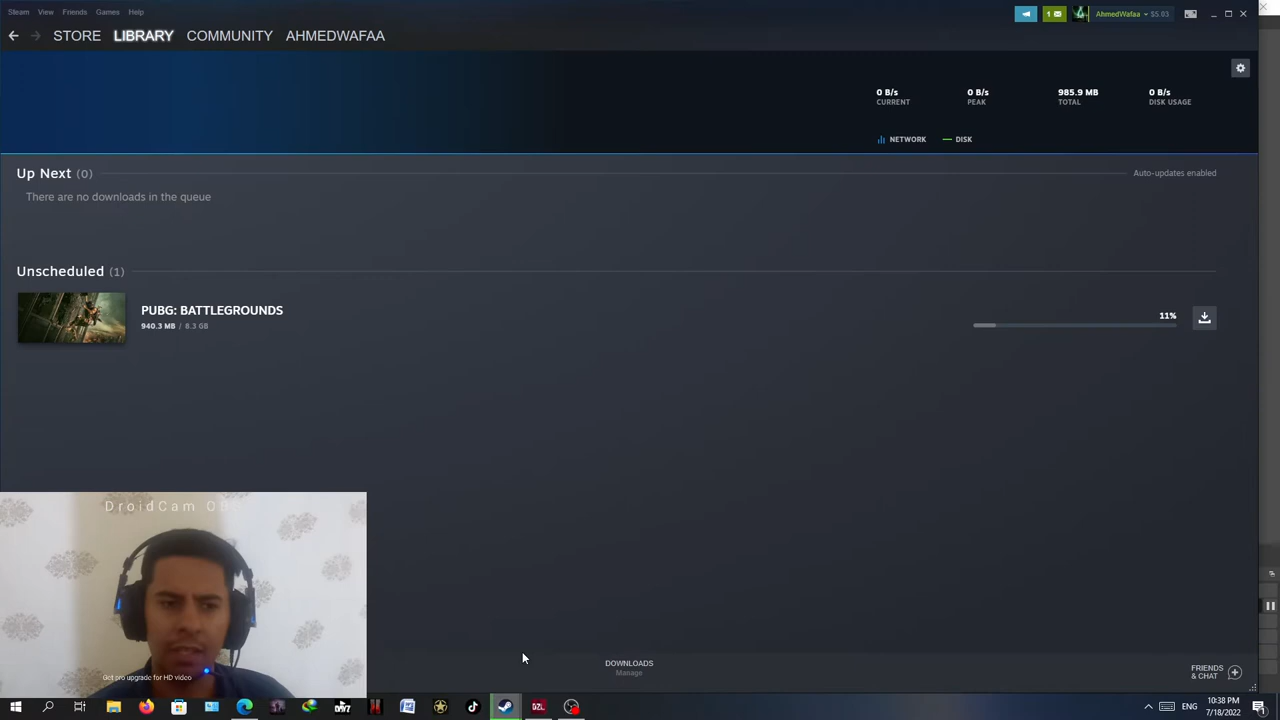 Steam View Friends Games Help
1 AhmedWafaa $5.03
STORE LIBRARY COMMUNITY AHMEDWAFAA
0 B/s 0 B/s 985.9 MB 0 B/s
CURRENT PEAK TOTAL DISK USAGE
NETWORK DISK
Up Next (0) Auto-updates enabled
There are no downloads in the queue
Unscheduled (1)
PUBG: BATTLEGROUNDS
940.3 MB / 8.3 GB
11%
DroidCam
Get pro upgrade for HD video
DOWNLOADS
Manage
FRIENDS
& CHAT
ENG
10:38 PM
7/18/2022